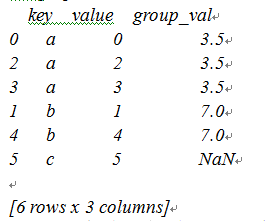 key value group_val
0 a 0 3.5
2 a 2 3.5
3 a 3 3.5
1 b 1 7.0
4 b 4 7.0
5 c 5 NaN
[6 rows x 3 columns]